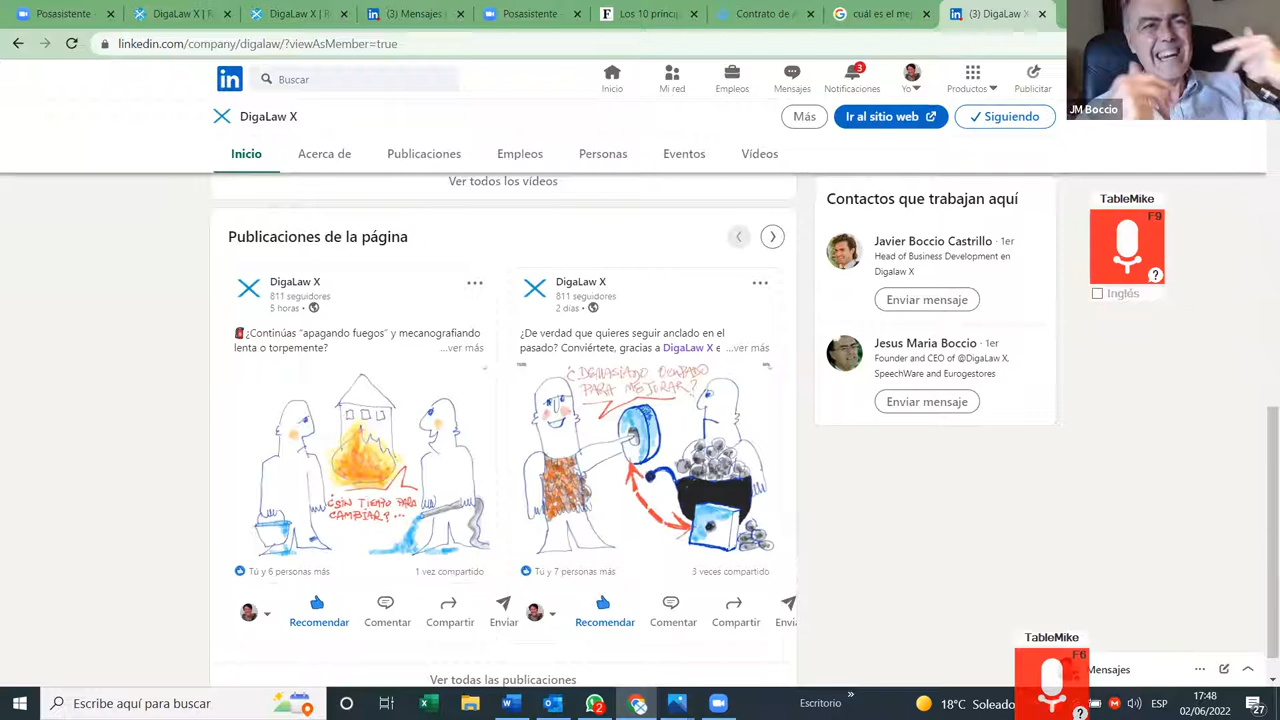 Posasistente
DigaLaw X | R
DigaLaw X | R
(3) Mensajes
Posasistente
Los 10 princip
Contrato de A
cuál es el mej
(3) DigaLaw X
linkedin.com/company/digalaw/?viewAsMember=true
in
Buscar
Inicio
Mi red
Empleos
Mensajes
3
Notificaciones
Yo
Productos
Publicitar
JM Boccio
DigaLaw X
Más
Ir al sitio web
Siguiendo
Inicio
Acerca de
Publicaciones
Empleos
Personas
Eventos
Vídeos
Ver todos los vídeos
Publicaciones de la página
DigaLaw X
811 seguidores
5 horas •
¿Continúas “apagando fuegos” y mecanografiando
lenta o torpemente?
...ver más
¿SIN TIEMPO PARA
CAMBIAR?...
Tú y 6 personas más
1 vez compartido
Recomendar
Comentar
Compartir
Enviar
DigaLaw X
811 seguidores
2 días •
¿De verdad que quieres seguir anclado en el
pasado? Conviértete, gracias a DigaLaw X e
...ver más
¿DEMASIADO OCUPADO
PARA MEJORAR?
Tú y 7 personas más
3 veces compartido
Recomendar
Comentar
Compartir
Envia
Ver todas las publicaciones
Contactos que trabajan aquí
Javier Boccio Castrillo · 1er
Head of Business Development en
Digalaw X
Enviar mensaje
Jesus Maria Boccio · 1er
Founder and CEO of @DigaLaw X,
SpeechWare and Eurogestores
Enviar mensaje
TableMike
F9
?
Inglés
TableMike
F6
?
Mensajes
Escribe aquí para buscar
2
Escritorio
18°C Soleado
ESP
17:48
02/06/2022
27